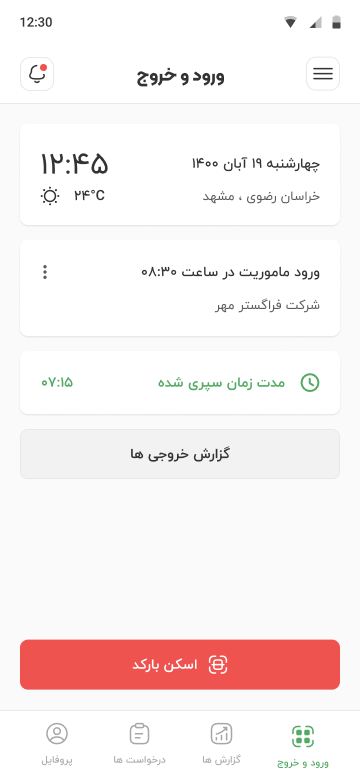 12:30
ورود و خروج
چهارشنبه ۱۹ آبان ۱۴۰۰
۱۲:۴۵
خراسان رضوی ، مشهد
۲۴°C
ورود ماموریت در ساعت ۰۸:۳۰
شرکت فراگستر مهر
مدت زمان سپری شده
۰۷:۱۵
گزارش خروجی ها
اسکن بارکد
ورود و خروج
گزارش ها
درخواست ها
پروفایل